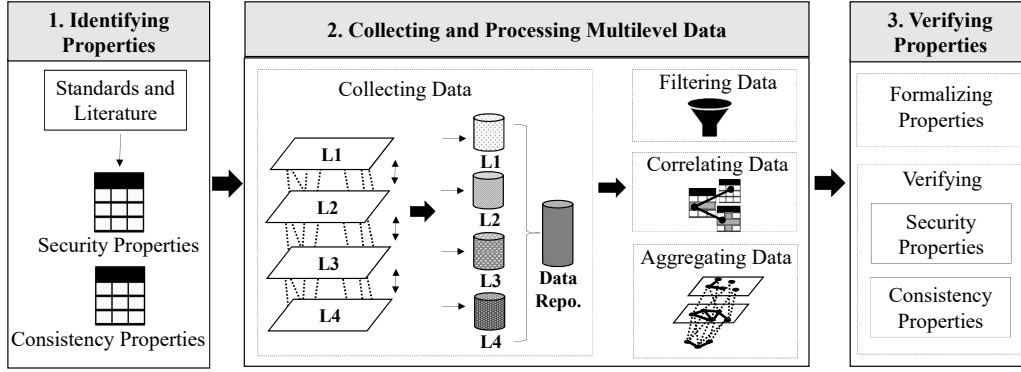 1. Identifying
Properties
Standards and
Literature
Security Properties
Consistency Properties
2. Collecting and Processing Multilevel Data
Collecting Data
L1
L2
L3
L4
L1
L2
L3
L4
Data
Repo.
Filtering Data
Correlating Data
Aggregating Data
3. Verifying
Properties
Formalizing
Properties
Verifying
Security
Properties
Consistency
Properties